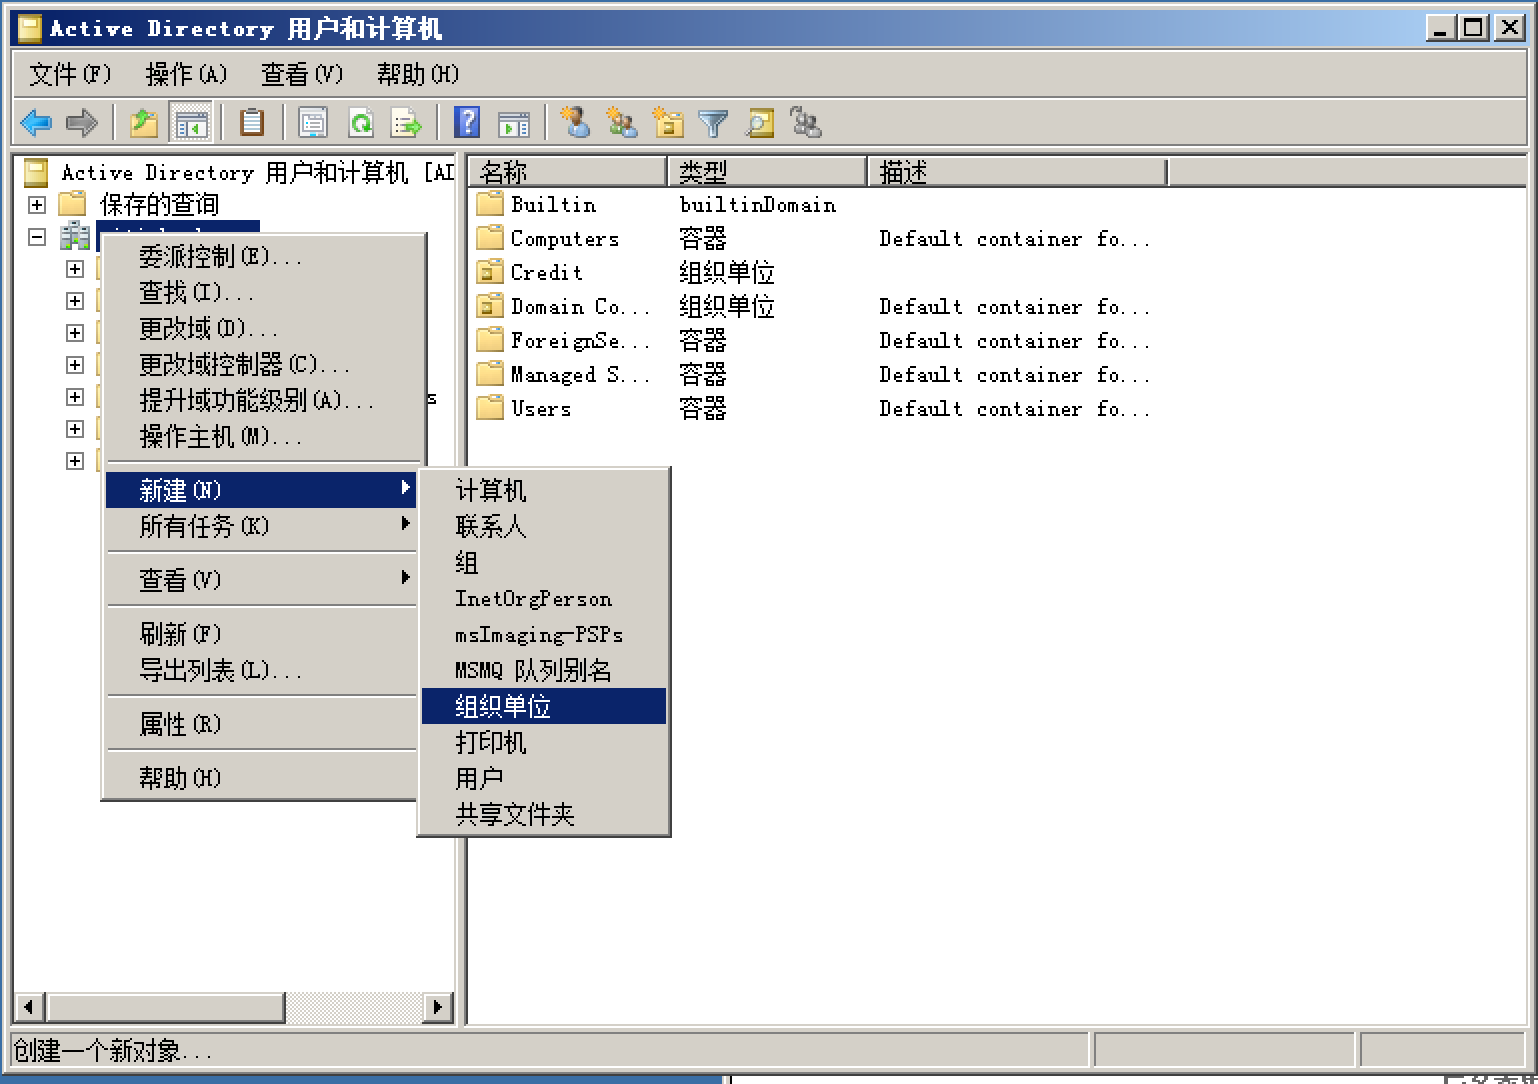 Active Directory 用户和计算机
文件(F) 操作(A) 查看(V) 帮助(H)
Active Directory 用户和计算机 [AD
保存的查询
s
委派控制(E)...
查找(I)...
更改域(D)...
更改域控制器(C)...
提升域功能级别(A)...
操作主机(M)...
新建(N)
所有任务(K)
查看(V)
刷新(F)
导出列表(L)...
属性(R)
帮助(H)
计算机
联系人
组
InetOrgPerson
msImaging-PSPs
MSMQ 队列别名
组织单位
打印机
用户
共享文件夹
名称 类型 描述
Builtin builtinDomain
Computers 容器 Default container fo...
Credit 组织单位
Domain Co... 组织单位 Default container fo...
ForeignSe... 容器 Default container fo...
Managed S... 容器 Default container fo...
Users 容器 Default container fo...
创建一个新对象...